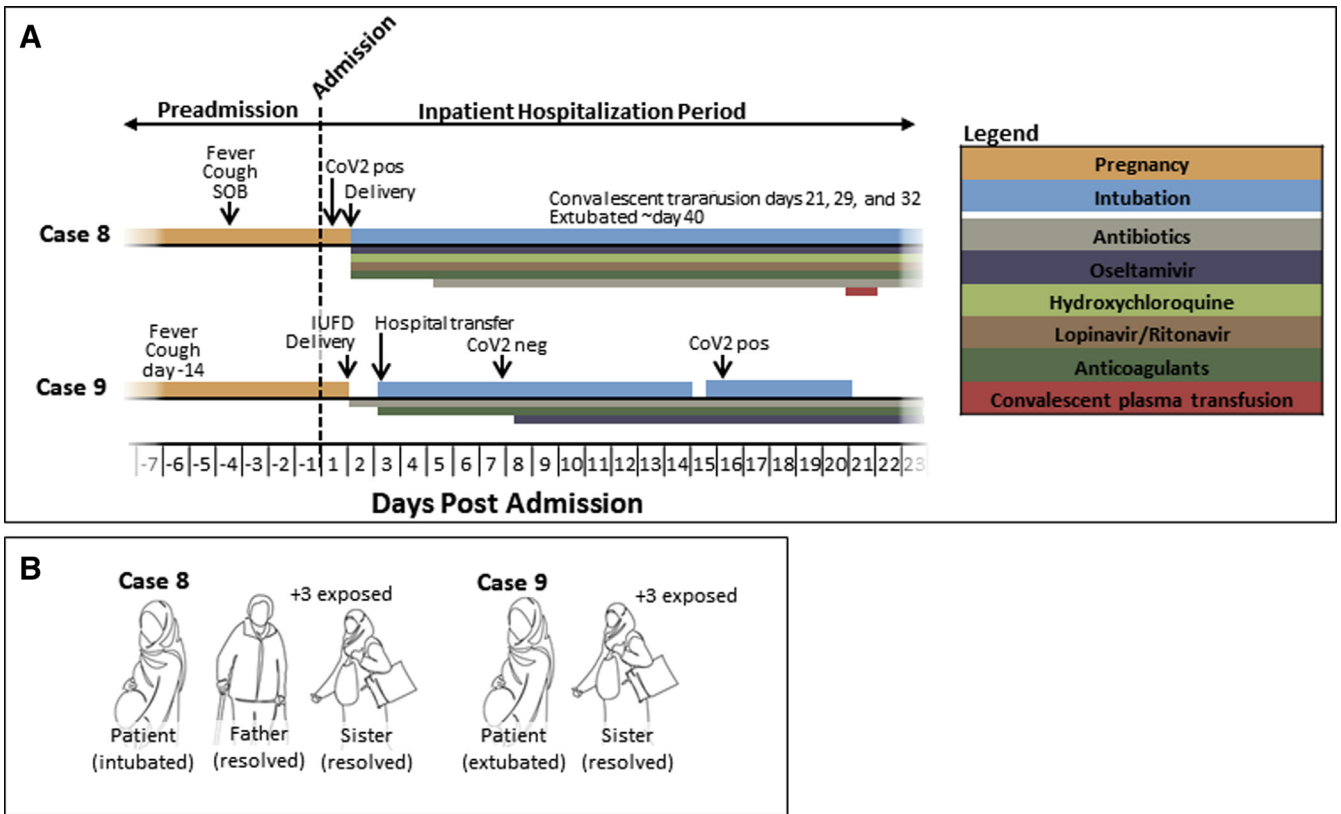 A
Admission
Preadmission
Inpatient Hospitalization Period
Fever
Cough
SOB
CoV2 pos
Delivery
Convalescent trarañusion days 21, 29, and 32
Extubated ~day 40
Case 8
IUFD
Delivery
Hospital transfer
CoV2 neg
CoV2 pos
Fever
Cough
day -14
Case 9
-7 -6 -5 -4 -3 -2 -1 1 2 3 4 5 6 7 8 9 10 11 12 13 14 15 16 17 18 19 20 21 22 23
Days Post Admission
Legend
Pregnancy
Intubation
Antibiotics
Oseltamivir
Hydroxychloroquine
Lopinavir/Ritonavir
Anticoagulants
Convalescent plasma transfusion
B
Case 8
+3 exposed
Patient
(intubated)
Father
(resolved)
Sister
(resolved)
Case 9
+3 exposed
Patient
(extubated)
Sister
(resolved)